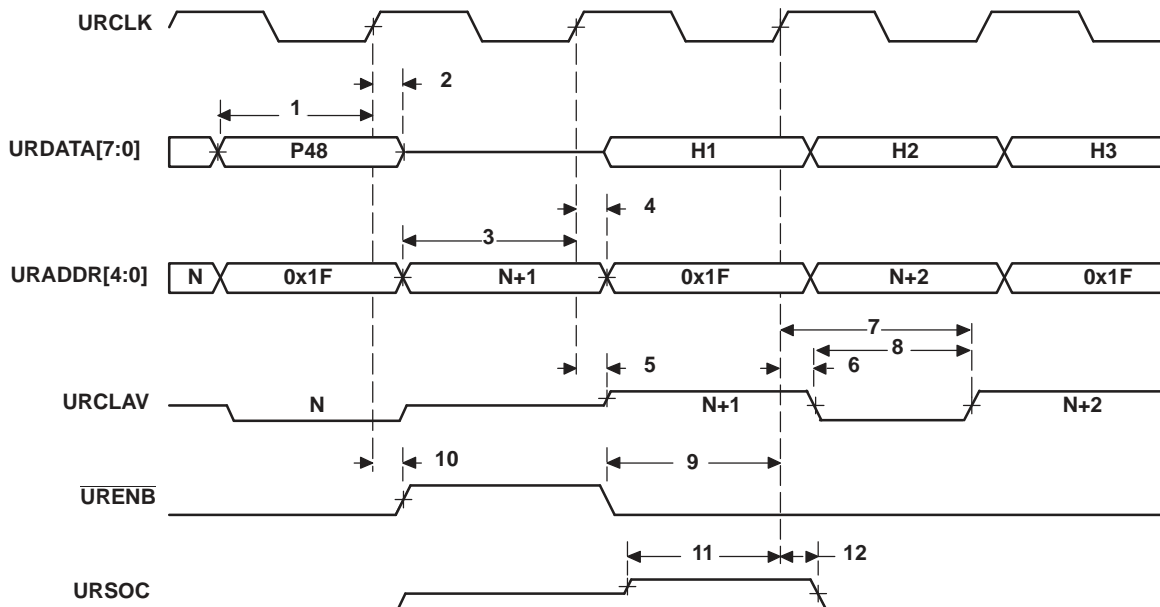 URCLK
2
1
URDATA[7:0] P48 H1 H2 H3
4
3
URADDR[4:0] N 0x1F N+1 0x1F N+2 0x1F
7
8
5 6
URCLAV N N+1 N+2
10 9
URENB
11 12
URSOC